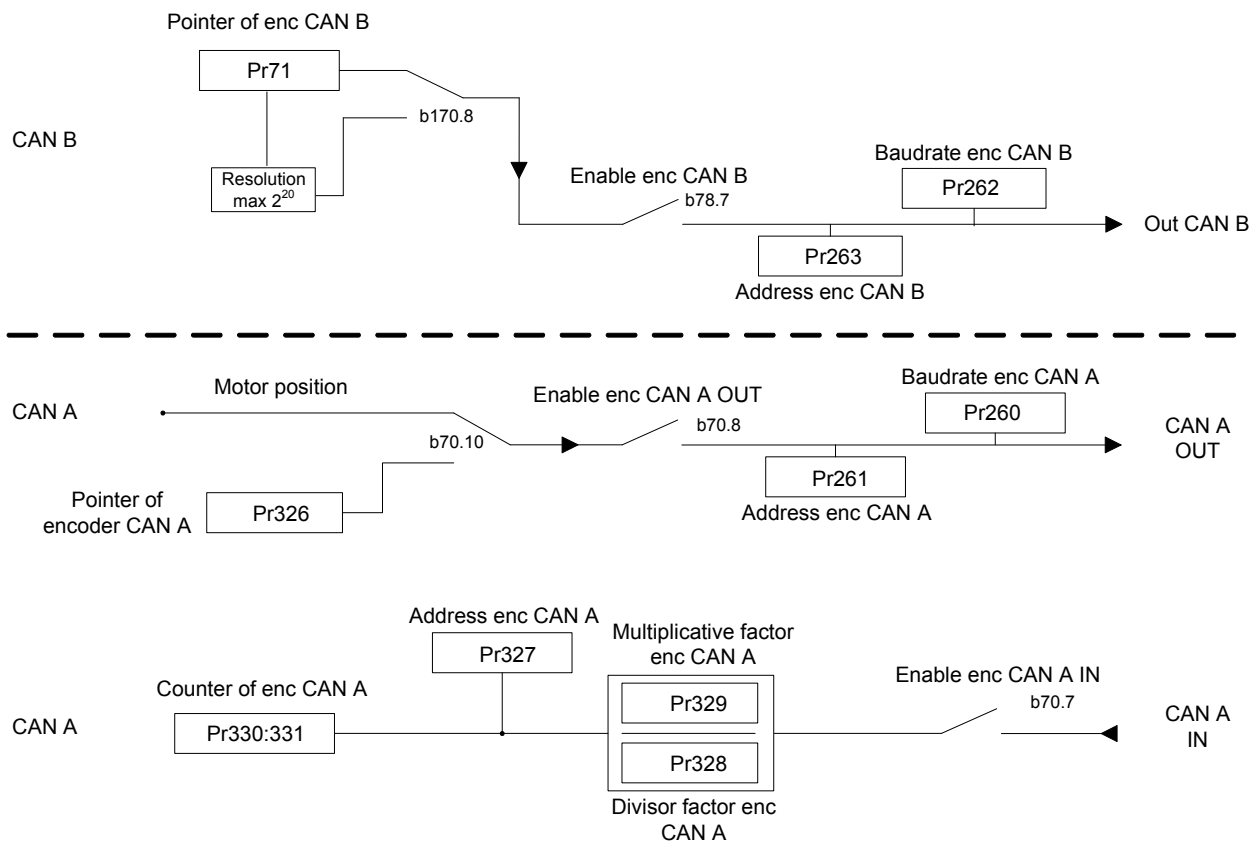 Pointer of enc CAN B
Pr71
b170.8
CAN B
Resolution
max 2²⁰
Enable enc CAN B
b78.7
Baudrate enc CAN B
Pr262
Out CAN B
Pr263
Address enc CAN B
CAN A
Motor position
b70.10
Pointer of
encoder CAN A
Pr326
Enable enc CAN A OUT
b70.8
Baudrate enc CAN A
Pr260
CAN A
OUT
Pr261
Address enc CAN A
CAN A
Counter of enc CAN A
Pr330:331
Address enc CAN A
Pr327
Multiplicative factor
enc CAN A
Pr329
Pr328
Divisor factor enc
CAN A
Enable enc CAN A IN
b70.7
CAN A
IN